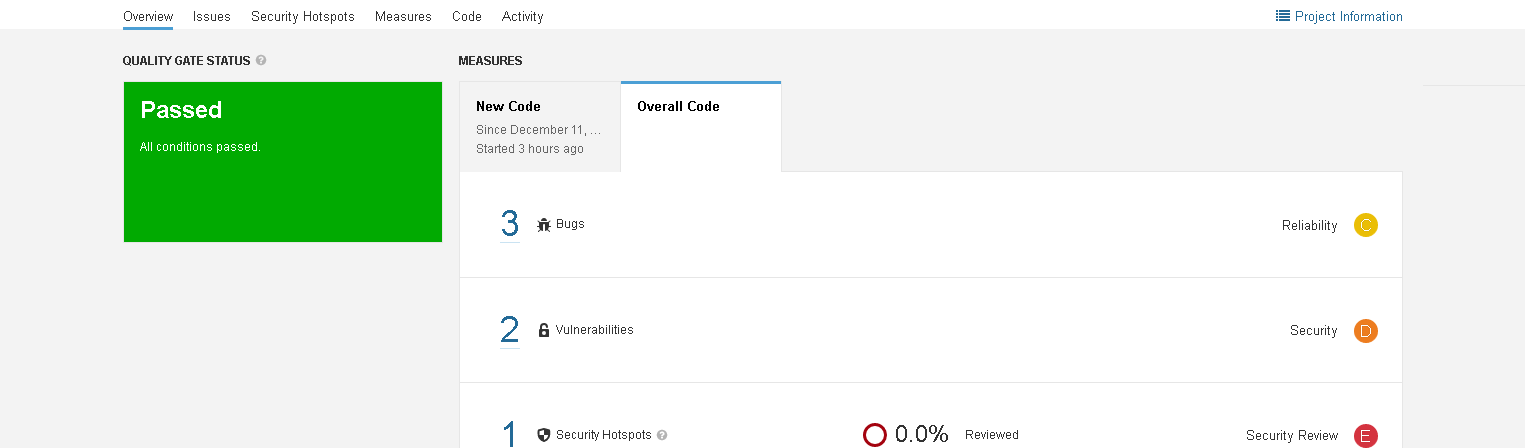 Overview Issues Security Hotspots Measures Code Activity Project Information
QUALITY GATE STATUS ?
MEASURES
Passed
All conditions passed.
New Code
Since December 11, ...
Started 3 hours ago
Overall Code
3 Bugs Reliability C
2 Vulnerabilities Security D
1 Security Hotspots ? 0.0% Reviewed Security Review E